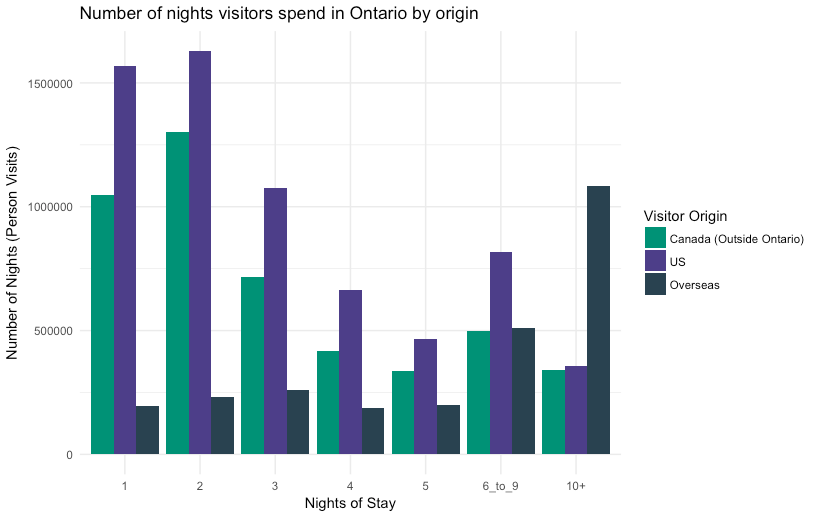 Number of nights visitors spend in Ontario by origin
Number of Nights (Person Visits)
1500000
1000000
500000
0
1 2 3 4 5 6_to_9 10+
Nights of Stay
Visitor Origin
Canada (Outside Ontario)
US
Overseas